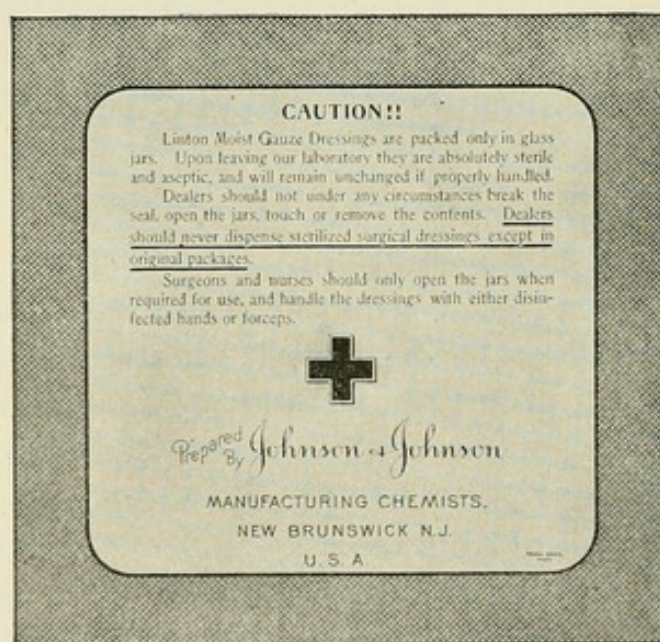 CAUTION!!
Linton Moist Gauze Dressings are packed only in glass
jars. Upon leaving our laboratory they are absolutely sterile
and aseptic, and will remain unchanged if properly handled.
Dealers should not under any circumstances break the
seal, open the jars, touch or remove the contents. Dealers
should never dispense sterilized surgical dressings except in
original packages.
Surgeons and nurses should only open the jars when
required for use, and handle the dressings with either disin-
fected hands or forceps.
Prepared
By Johnson & Johnson
MANUFACTURING CHEMISTS.
NEW BRUNSWICK N.J.
U. S. A